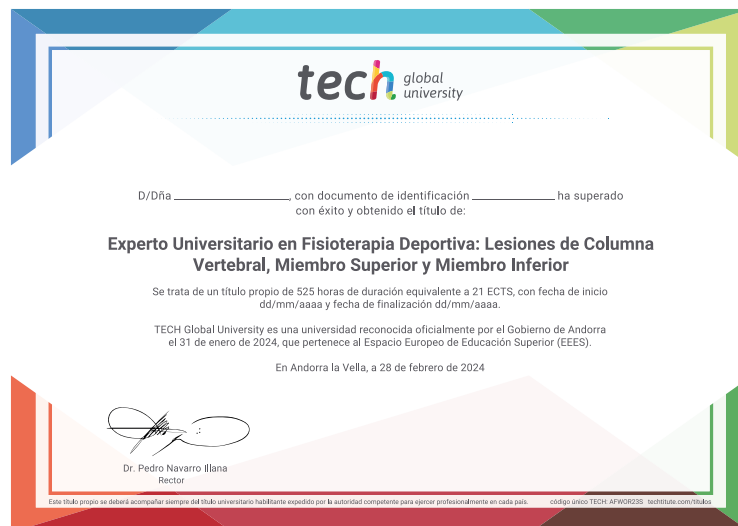 tech global university
D/Dña ____________________, con documento de identificación ______________ ha superado
con éxito y obtenido el título de:
Experto Universitario en Fisioterapia Deportiva: Lesiones de Columna
Vertebral, Miembro Superior y Miembro Inferior
Se trata de un título propio de 525 horas de duración equivalente a 21 ECTS, con fecha de inicio
dd/mm/aaaa y fecha de finalización dd/mm/aaaa.
TECH Global University es una universidad reconocida oficialmente por el Gobierno de Andorra
el 31 de enero de 2024, que pertenece al Espacio Europeo de Educación Superior (EEES).
En Andorra la Vella, a 28 de febrero de 2024
Dr. Pedro Navarro Illana
Rector
Este título propio se deberá acompañar siempre del título universitario habilitante expedido por la autoridad competente para ejercer profesionalmente en cada país. código único TECH: AFWOR23S techtitute.com/titulos